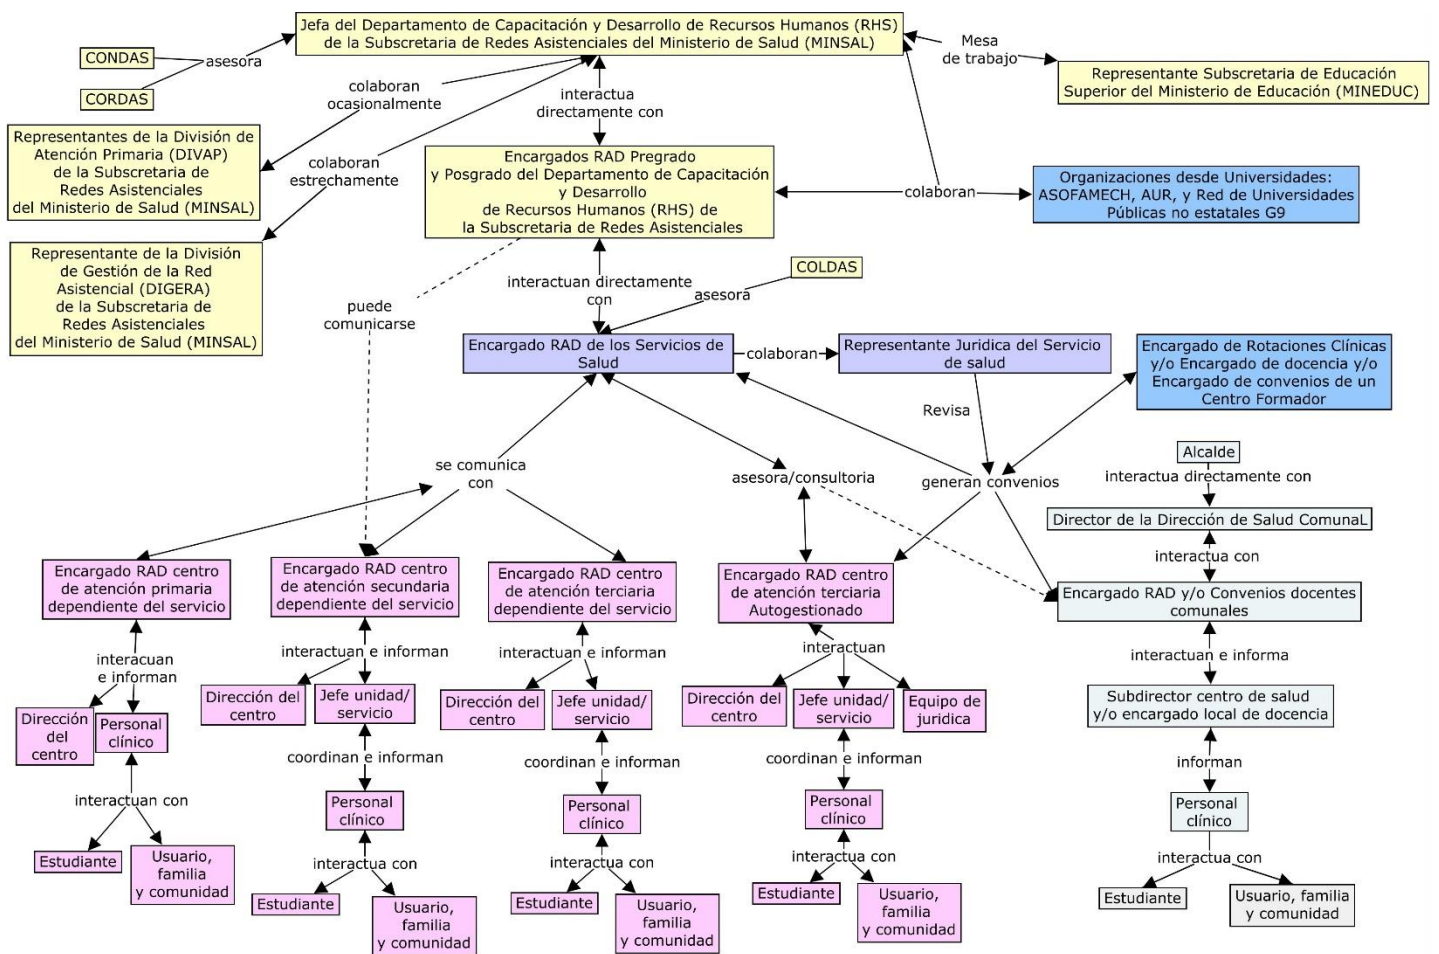 Jefa del Departamento de Capacitación y Desarrollo de Recursos Humanos (RHS)
de la Subscretaria de Redes Asistenciales del Ministerio de Salud (MINSAL)
CONDAS
asesora
CORDAS
Mesa
de trabajo
Representante Subscretaria de Educación
Superior del Ministerio de Educación (MINEDUC)
colaboran
ocasionalmente
interactua
directamente con
Representantes de la División de
Atención Primaria (DIVAP)
de la Subscretaria de
Redes Asistenciales
del Ministerio de Salud (MINSAL)
colaboran
estrechamente
Encargados RAD Pregrado
y Posgrado del Departamento de Capacitación
y Desarrollo
de Recursos Humanos (RHS) de
la Subscretaria de Redes Asistenciales
colaboran
Organizaciones desde Universidades:
ASOFAMECH, AUR, y Red de Universidades
Públicas no estatales G9
Representante de la División
de Gestión de la Red
Asistencial (DIGERA)
de la Subscretaria de
Redes Asistenciales
del Ministerio de Salud (MINSAL)
puede
comunicarse
interactuan directamente
con
COLDAS
asesora
Encargado RAD de los Servicios de
Salud
colaboran
Representante Juridica del Servicio
de salud
Encargado de Rotaciones Clínicas
y/o Encargado de docencia y/o
Encargado de convenios de un
Centro Formador
Revisa
se comunica
con
asesora/consultoria
generan convenios
Alcalde
interactua directamente con
Director de la Dirección de Salud ComunaL
interactua con
Encargado RAD centro
de atención primaria
dependiente del servicio
Encargado RAD centro
de atención secundaria
dependiente del servicio
Encargado RAD centro
de atención terciaria
dependiente del servicio
Encargado RAD centro
de atención terciaria
Autogestionado
Encargado RAD y/o Convenios docentes
comunales
interacuan
e informan
interactuan e informan
interactuan e informan
interactuan
interactuan e informa
Dirección
del
centro
Personal
clínico
Dirección del
centro
Jefe unidad/
servicio
Dirección del
centro
Jefe unidad/
servicio
Dirección del
centro
Jefe unidad/
servicio
Equipo de
juridica
Subdirector centro de salud
y/o encargado local de docencia
coordinan e informan
coordinan e informan
coordinan e informan
informan
interactuan con
Personal
clínico
Personal
clínico
Personal
clínico
Personal
clínico
Estudiante
Usuario,
familia
y comunidad
interactua con
interactua con
interactua con
interactua con
Estudiante
Usuario,
familia
y comunidad
Estudiante
Usuario,
familia
y comunidad
Estudiante
Usuario,
familia
y comunidad
Estudiante
Usuario, familia
y comunidad